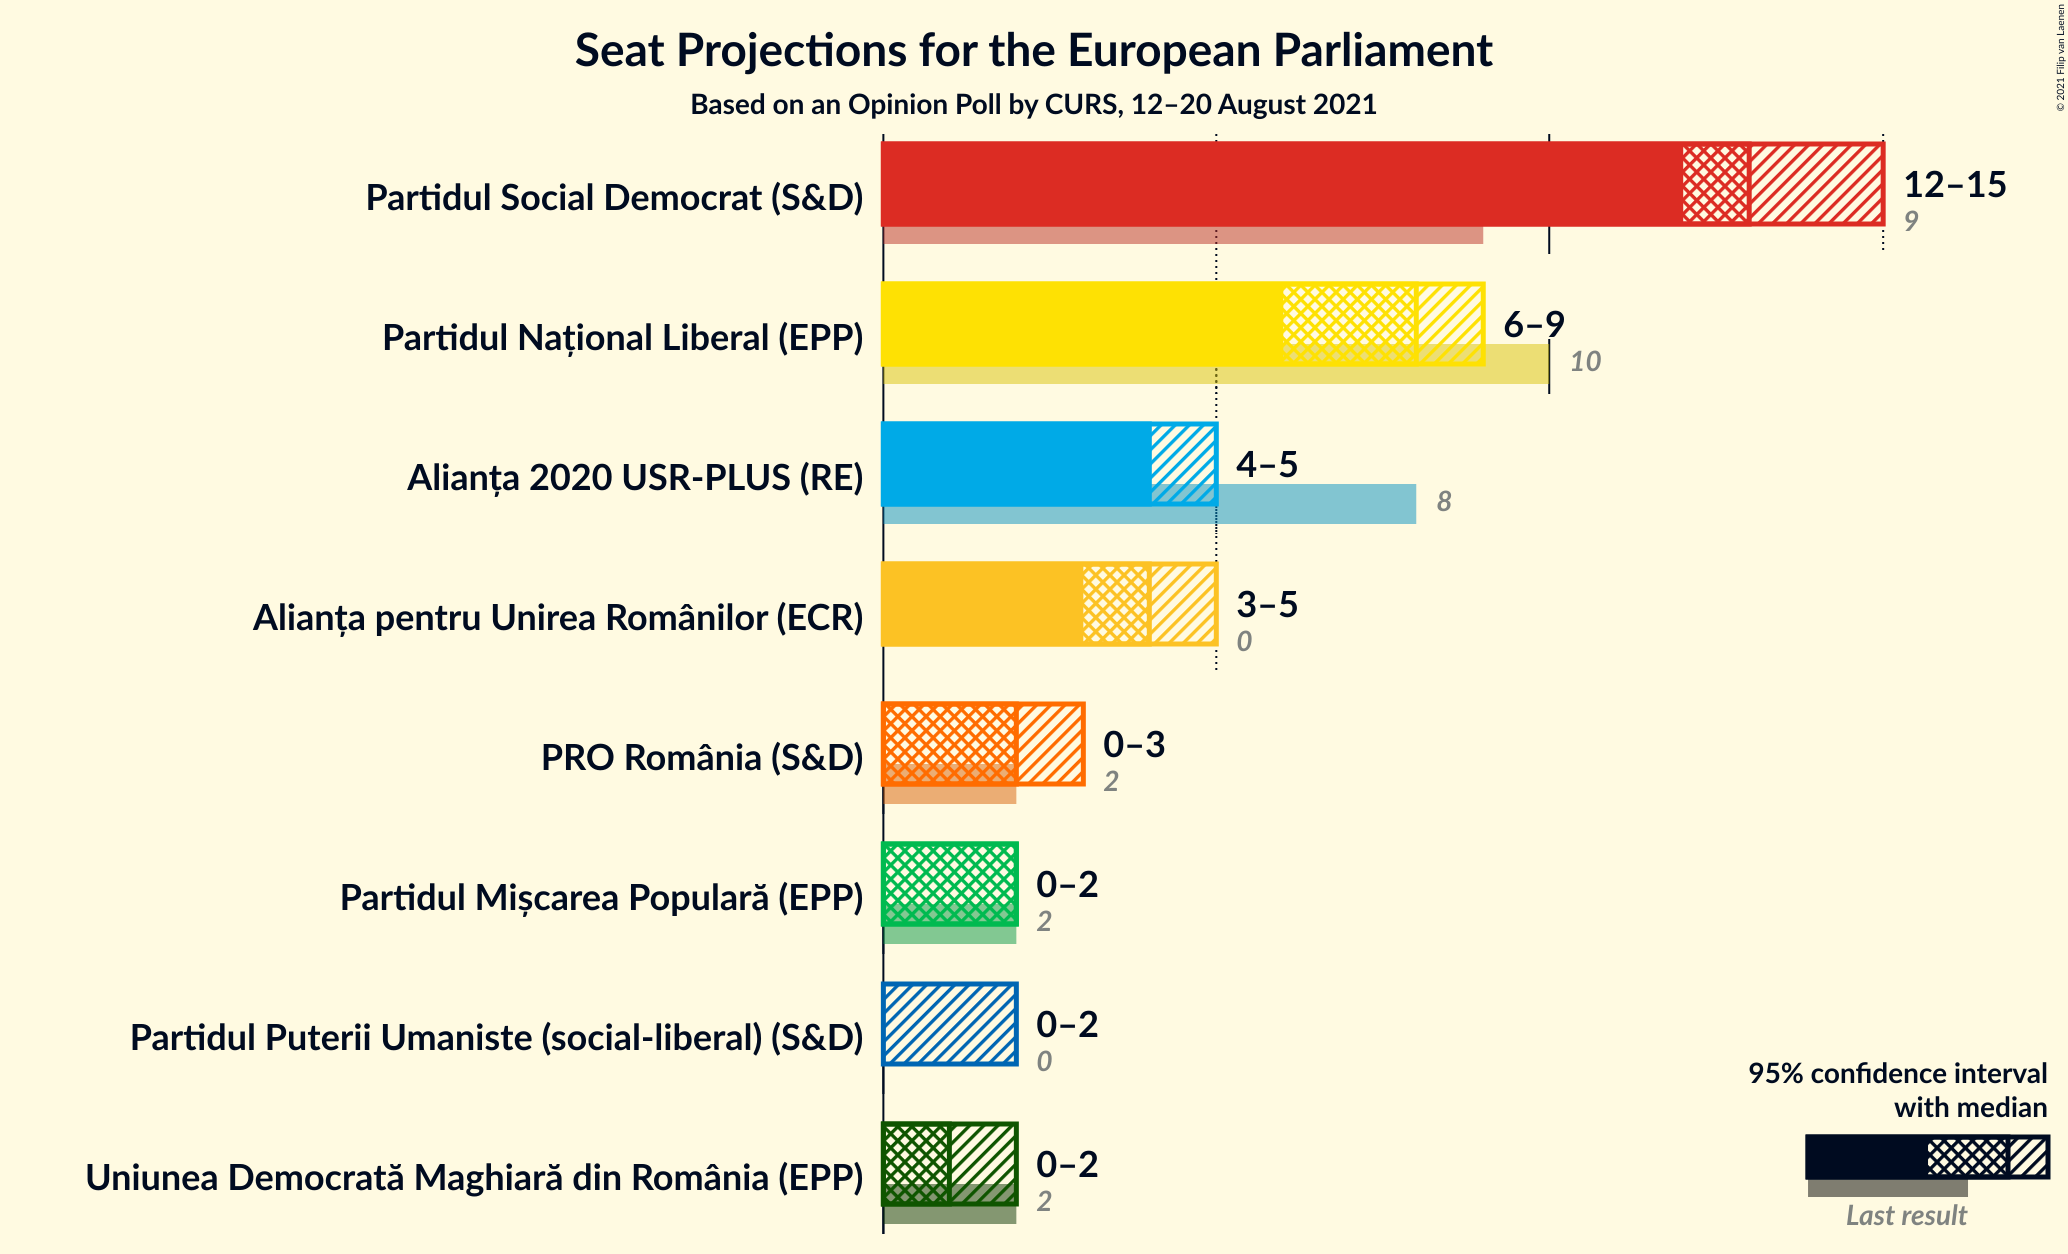 Seat Projections for the European Parliament
Based on an Opinion Poll by CURS, 12–20 August 2021
© 2021 Filip van Laenen
Partidul Social Democrat (S&D)
12–15
9
Partidul Național Liberal (EPP)
6–9
10
Alianța 2020 USR-PLUS (RE)
4–5
8
Alianța pentru Unirea Românilor (ECR)
3–5
0
PRO România (S&D)
0–3
2
Partidul Mișcarea Populară (EPP)
0–2
2
Partidul Puterii Umaniste (social-liberal) (S&D)
0–2
0
Uniunea Democrată Maghiară din România (EPP)
0–2
2
95% confidence interval
with median
Last result